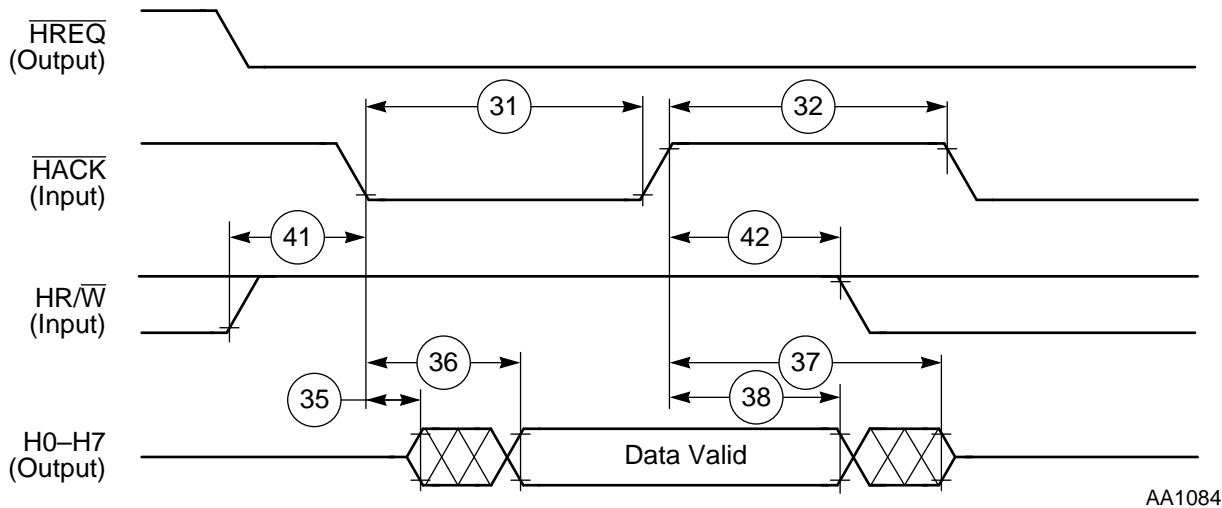 HREQ
(Output)
31
32
HACK
(Input)
41
42
HR/W
(Input)
36
37
35
38
H0–H7
(Output)
Data Valid
AA1084